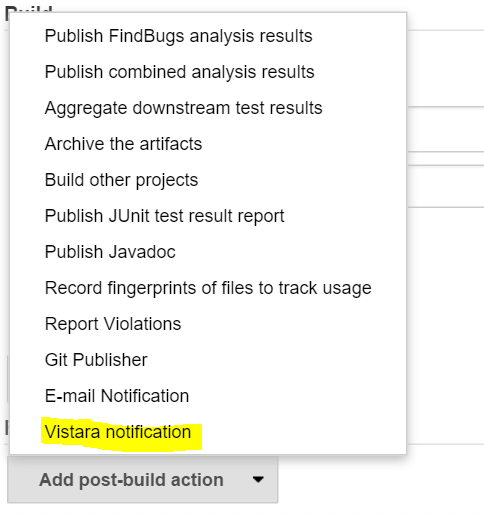 Build
Publish FindBugs analysis results
Publish combined analysis results
Aggregate downstream test results
Archive the artifacts
Build other projects
Publish JUnit test result report
Publish Javadoc
Record fingerprints of files to track usage
Report Violations
Git Publisher
E-mail Notification
Vistara notification
Add post-build action